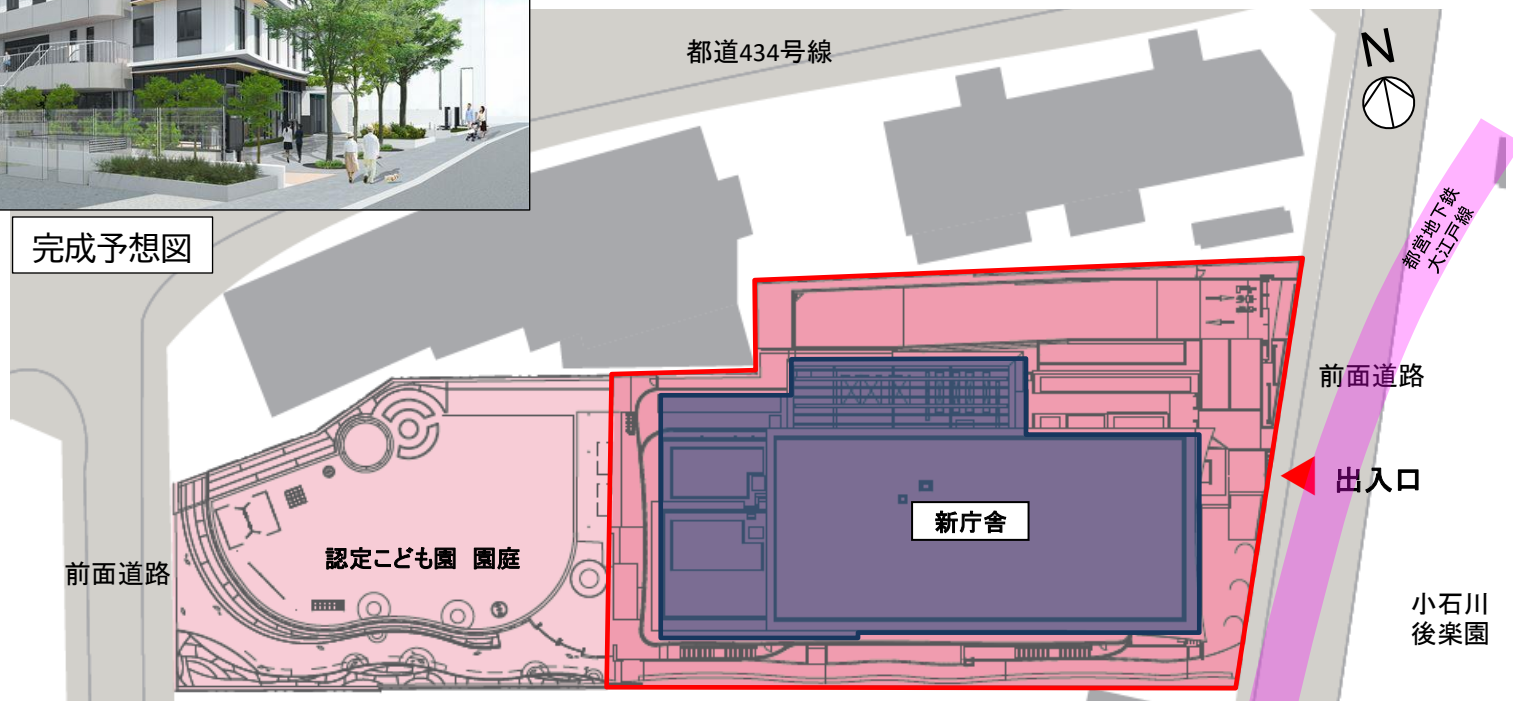 都道434号線
N
完成予想図
都営地下鉄
大江戸線
前面道路
出入口
新庁舎
認定こども園 園庭
前面道路
小石川
後楽園